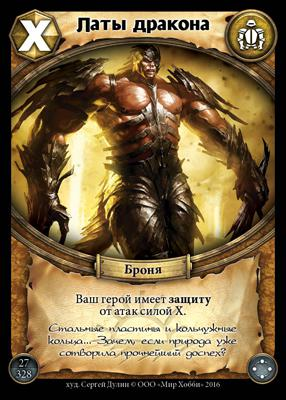 X
Латы дракона
Броня
Ваш герой имеет защиту
от атак силой X.
Стальные пластины и кольчужные
кольца... Зачем, если природа уже
сотворила прочнейший доспех?
27
328
худ. Сергей Дулин © ООО «Мир Хобби» 2016